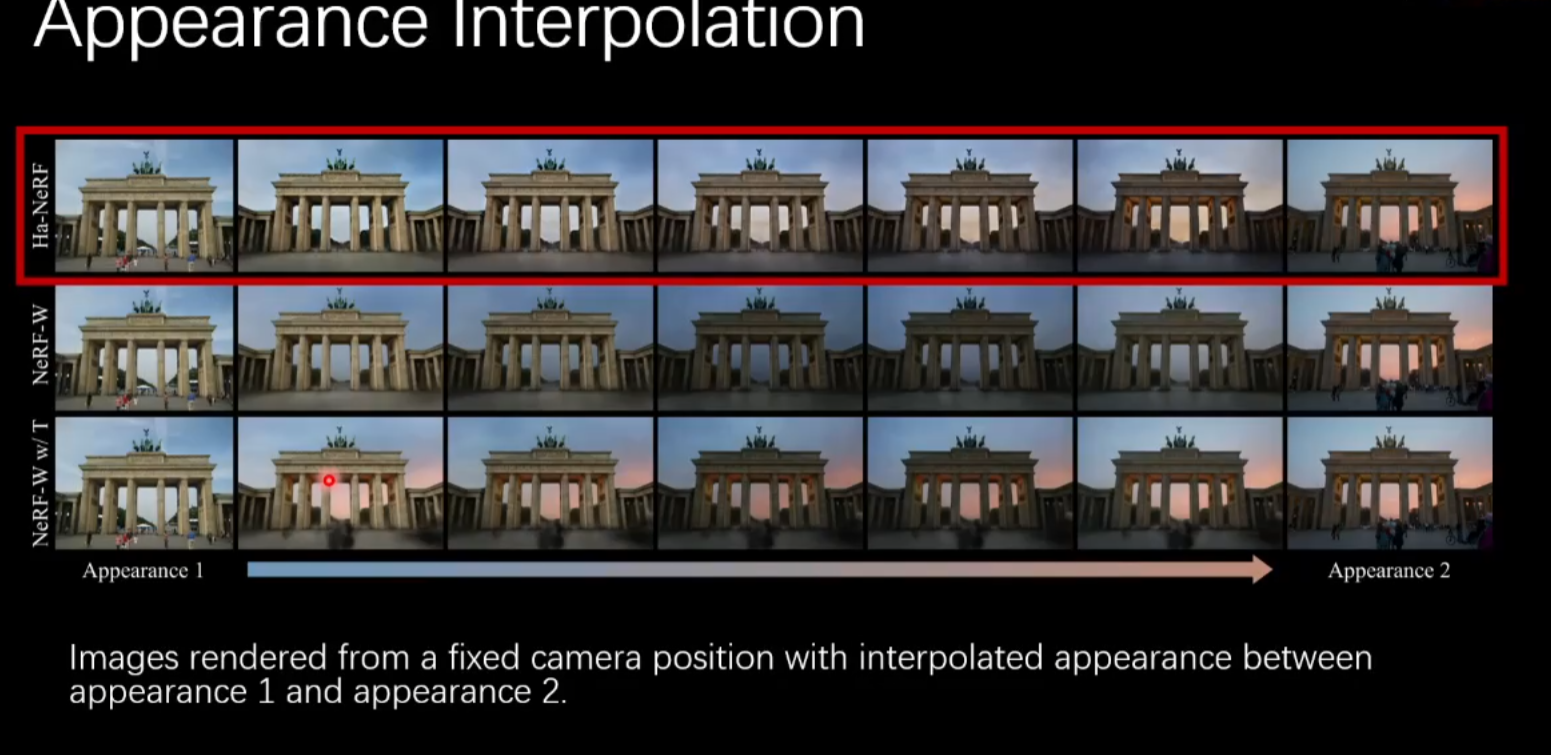 Appearance Interpolation
Ha-NeRF
NeRF-W
NeRF-W w/ T
Appearance 1
Appearance 2
Images rendered from a fixed camera position with interpolated appearance between
appearance 1 and appearance 2.